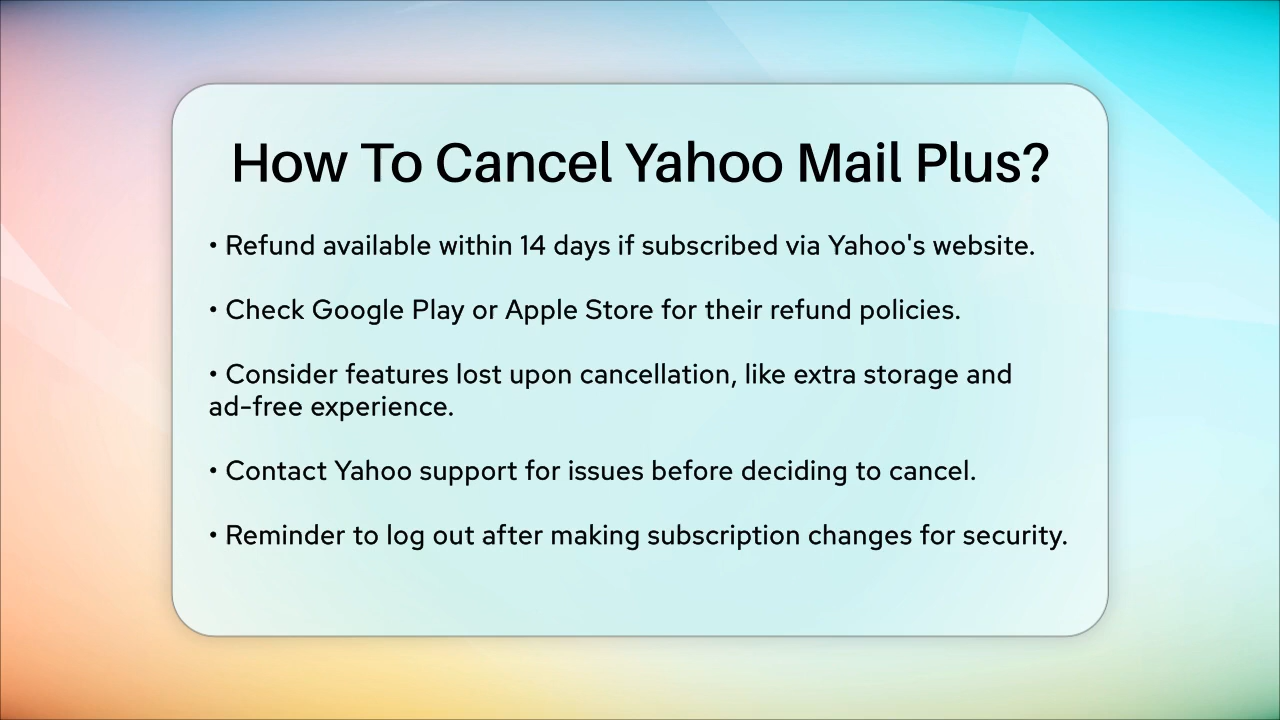 How To Cancel Yahoo Mail Plus?
• Refund available within 14 days if subscribed via Yahoo's website.
• Check Google Play or Apple Store for their refund policies.
• Consider features lost upon cancellation, like extra storage and
ad-free experience.
• Contact Yahoo support for issues before deciding to cancel.
• Reminder to log out after making subscription changes for security.